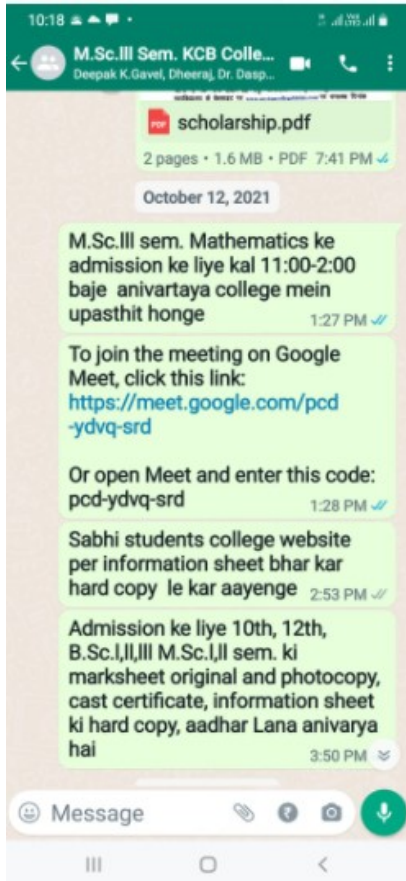 10:18
M.Sc.III Sem. KCB Colle...
Deepak K.Gavel, Dheeraj, Dr. Dasp...
PDF scholarship.pdf
2 pages • 1.6 MB • PDF 7:41 PM
October 12, 2021
M.Sc.III sem. Mathematics ke
admission ke liye kal 11:00-2:00
baje anivartaya college mein
upasthit honge
1:27 PM
To join the meeting on Google
Meet, click this link:
https://meet.google.com/pcd
-ydvq-srd
Or open Meet and enter this code:
pcd-ydvq-srd
1:28 PM
Sabhi students college website
per information sheet bhar kar
hard copy le kar aayenge 2:53 PM
Admission ke liye 10th, 12th,
B.Sc.I,II,III M.Sc.I,II sem. ki
marksheet original and photocopy,
cast certificate, information sheet
ki hard copy, aadhar Lana anivarya
hai
3:50 PM
Message